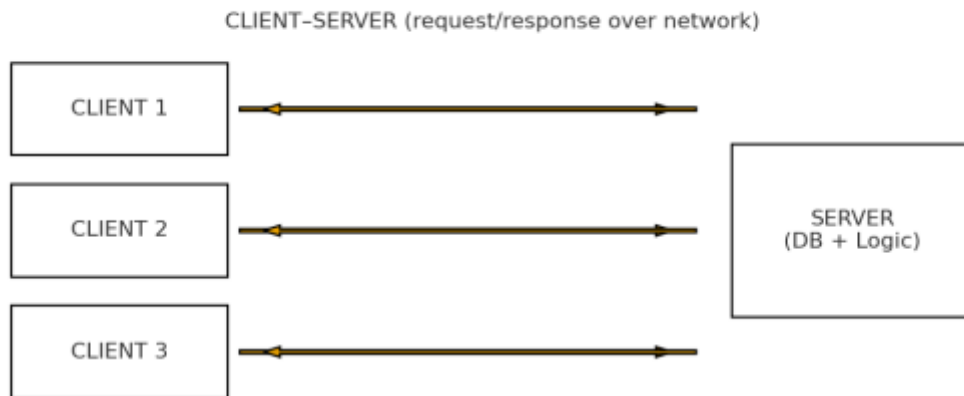 CLIENT–SERVER (request/response over network)
CLIENT 1
CLIENT 2
SERVER
(DB + Logic)
CLIENT 3